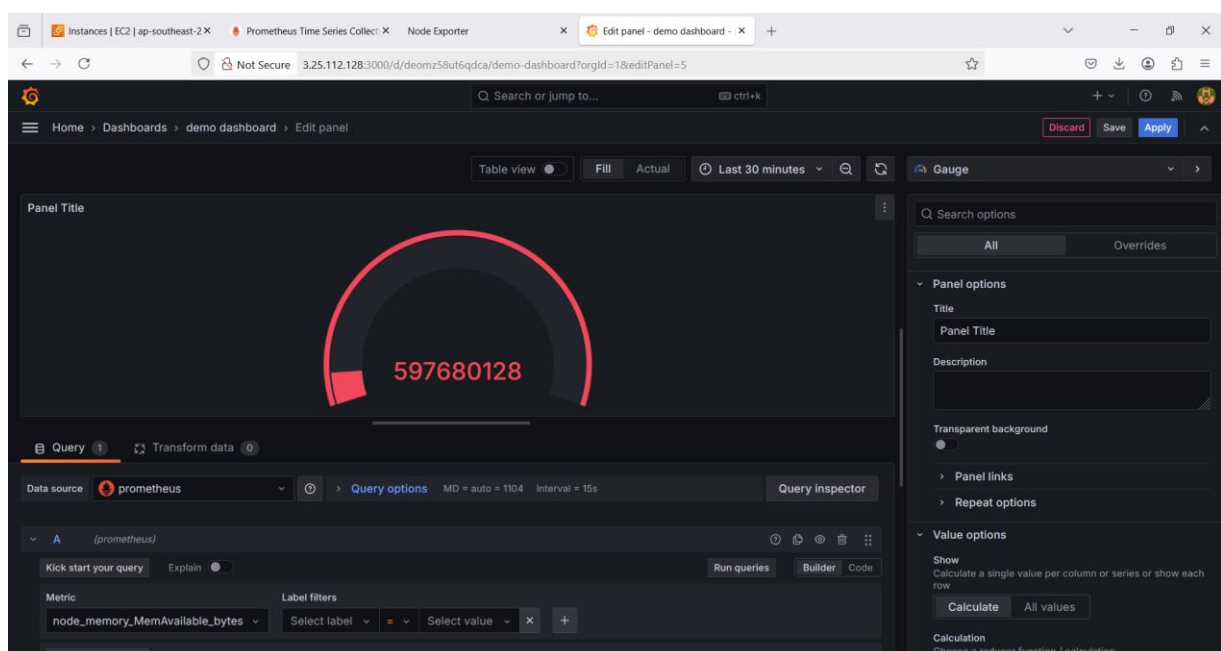 Instances | EC2 | ap-southeast-2
Prometheus Time Series Collect
Node Exporter
Edit panel - demo dashboard -
Not Secure 3.25.112.128:3000/d/deomz58ut6qdca/demo-dashboard?orgId=1&editPanel=5
Search or jump to... ctrl+k
Home > Dashboards > demo dashboard > Edit panel
Discard Save Apply
Table view Fill Actual Last 30 minutes
Gauge
Panel Title
597680128
Search options
All Overrides
Panel options
Title
Panel Title
Description
Transparent background
Panel links
Repeat options
Value options
Show
Calculate a single value per column or series or show each
row
Calculate All values
Calculation
Choose a reducer function / calculation
Query 1 Transform data 0
Data source prometheus Query options MD = auto = 1104 Interval = 15s Query inspector
A (prometheus)
Kick start your query Explain Run queries Builder Code
Metric Label filters
node_memory_MemAvailable_bytes Select label = Select value